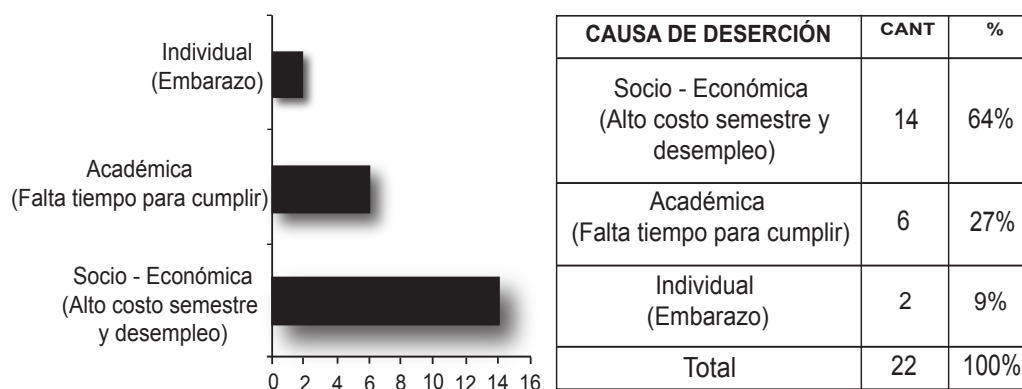 Individual
(Embarazo)
Académica
(Falta tiempo para cumplir)
Socio - Económica
(Alto costo semestre
y desempleo)
0 2 4 6 8 10 12 14 16
CAUSA DE DESERCIÓN CANT %
Socio - Económica
(Alto costo semestre y
desempleo)
14 64%
Académica
(Falta tiempo para cumplir)
6 27%
Individual
(Embarazo)
2 9%
Total 22 100%